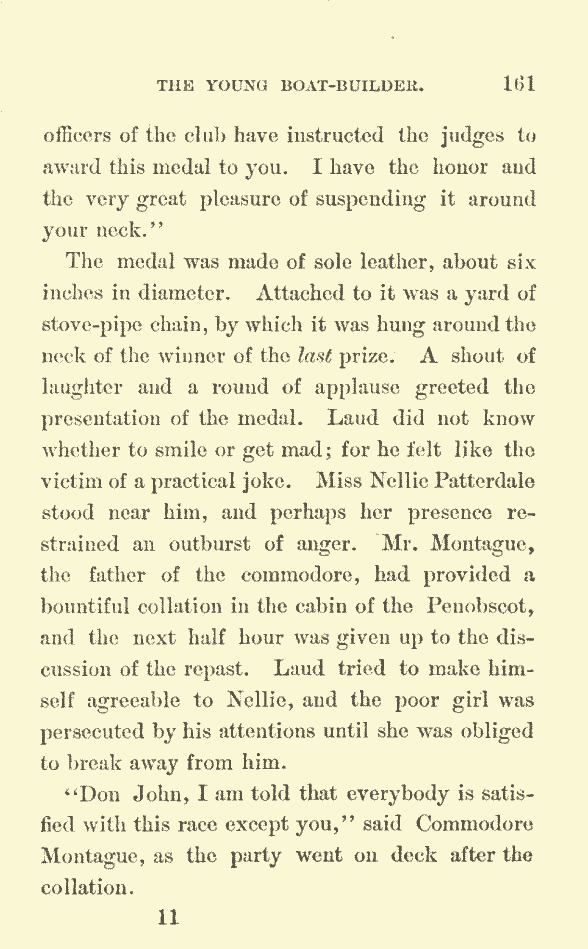 THE YOUNG BOAT-BUILDER. 161
officers of the club have instructed the judges to
award this medal to you. I have the honor and
the very great pleasure of suspending it around
your neck."
The medal was made of sole leather, about six
inches in diameter. Attached to it was a yard of
stove-pipe chain, by which it was hung around the
neck of the winner of the last prize. A shout of
laughter and a round of applause greeted the
presentation of the medal. Laud did not know
whether to smile or get mad; for he felt like the
victim of a practical joke. Miss Nellie Patterdale
stood near him, and perhaps her presence re-
strained an outburst of anger. Mr. Montague,
the father of the commodore, had provided a
bountiful collation in the cabin of the Penobscot,
and the next half hour was given up to the dis-
cussion of the repast. Laud tried to make him-
self agreeable to Nellie, and the poor girl was
persecuted by his attentions until she was obliged
to break away from him.
"Don John, I am told that everybody is satis-
fied with this race except you," said Commodore
Montague, as the party went on deck after the
collation.
11